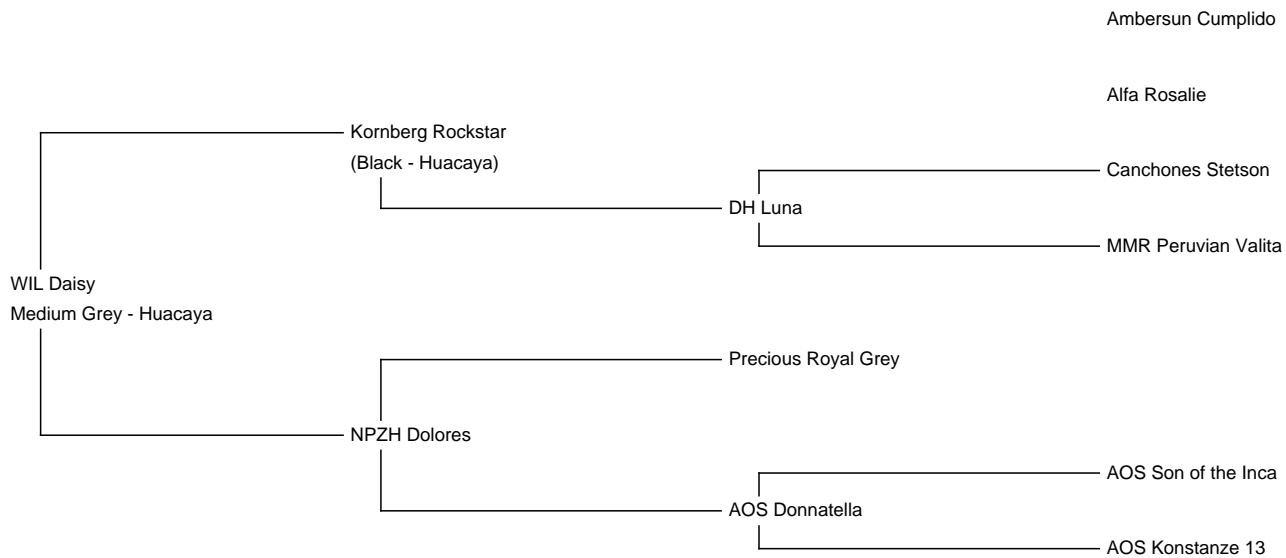 Ambersun Cumplido
Alfa Rosalie
Kornberg Rockstar
(Black - Huacaya)
Canchones Stetson
DH Luna
MMR Peruvian Valita
WIL Daisy
Medium Grey - Huacaya
Precious Royal Grey
NPZH Dolores
AOS Son of the Inca
AOS Donnatella
AOS Konstanze 13